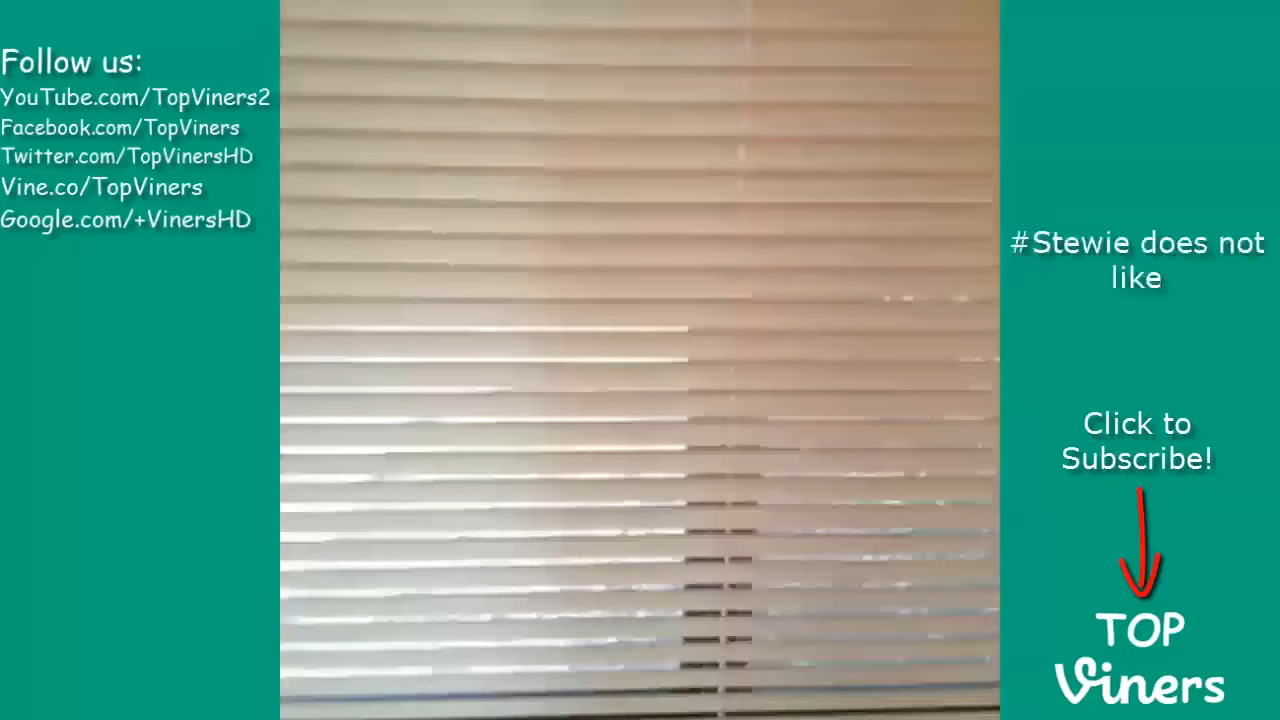 Follow us:
YouTube.com/TopViners2
Facebook.com/TopViners
Twitter.com/TopVinersHD
Vine.co/TopViners
Google.com/+VinersHD
#Stewie does not
like
Click to
Subscribe!
TOP
Viners